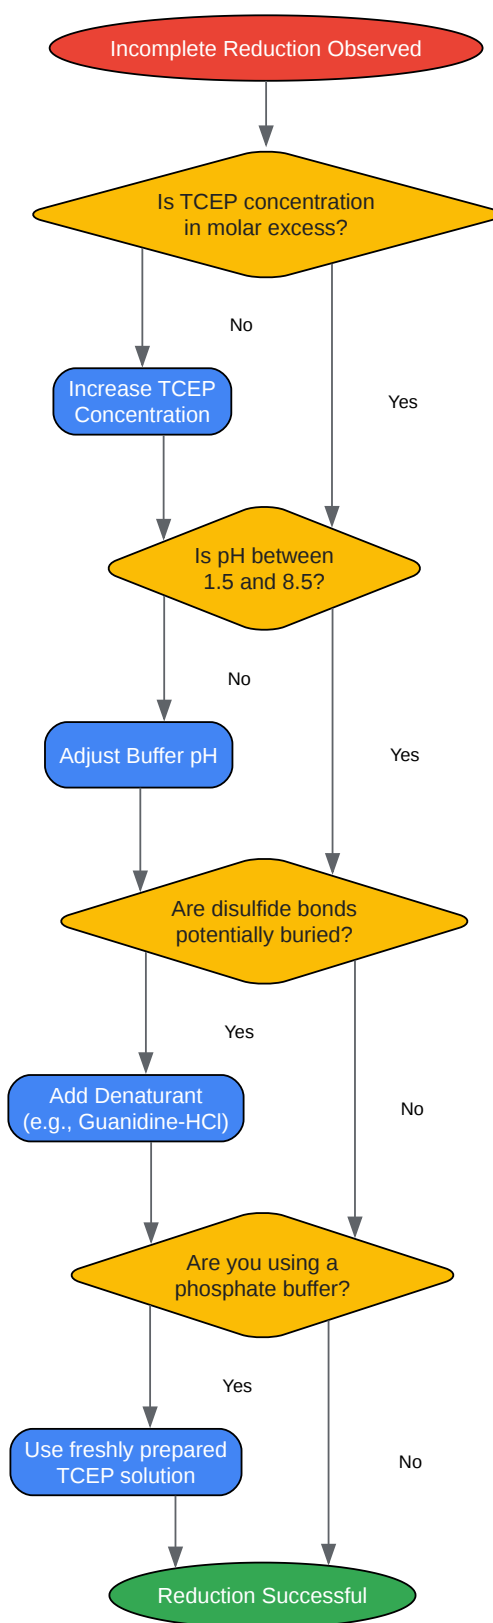 Incomplete Reduction Observed
Is TCEP concentration
in molar excess?
No
Increase TCEP
Concentration
Yes
Is pH between
1.5 and 8.5?
No
Adjust Buffer pH
Yes
Are disulfide bonds
potentially buried?
Yes
Add Denaturant
(e.g., Guanidine-HCl)
No
Are you using a
phosphate buffer?
Yes
Use freshly prepared
TCEP solution
No
Reduction Successful